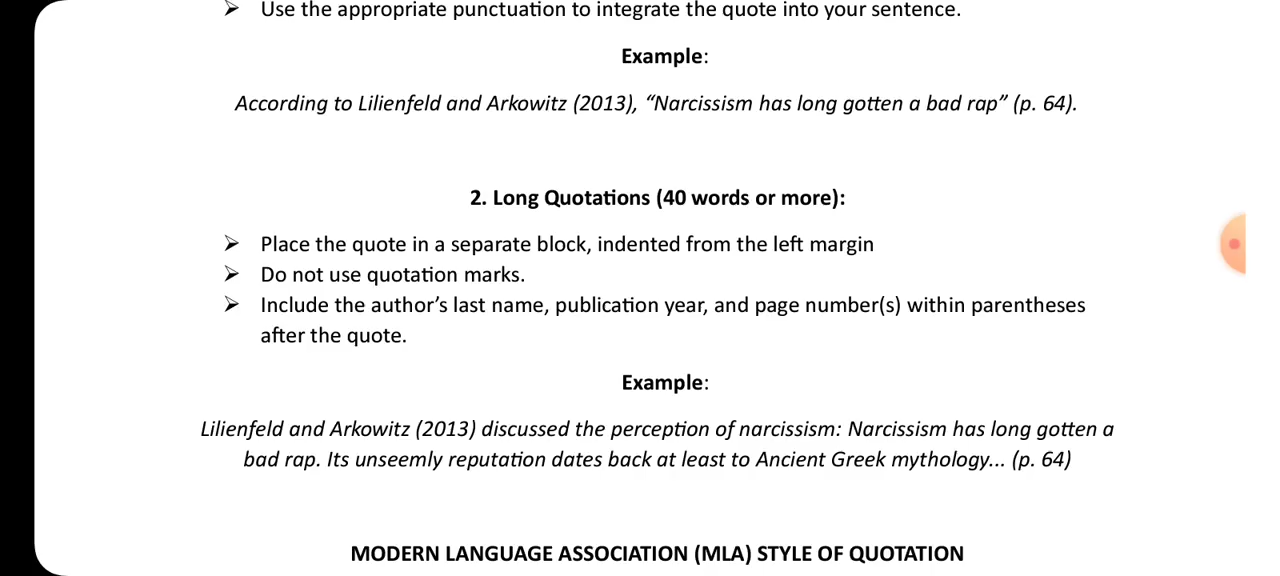 ➢ Use the appropriate punctuation to integrate the quote into your sentence.
Example:
According to Lilienfeld and Arkowitz (2013), “Narcissism has long gotten a bad rap” (p. 64).
2. Long Quotations (40 words or more):
➢ Place the quote in a separate block, indented from the left margin
➢ Do not use quotation marks.
➢ Include the author’s last name, publication year, and page number(s) within parentheses
after the quote.
Example:
Lilienfeld and Arkowitz (2013) discussed the perception of narcissism: Narcissism has long gotten a
bad rap. Its unseemly reputation dates back at least to Ancient Greek mythology... (p. 64)
MODERN LANGUAGE ASSOCIATION (MLA) STYLE OF QUOTATION